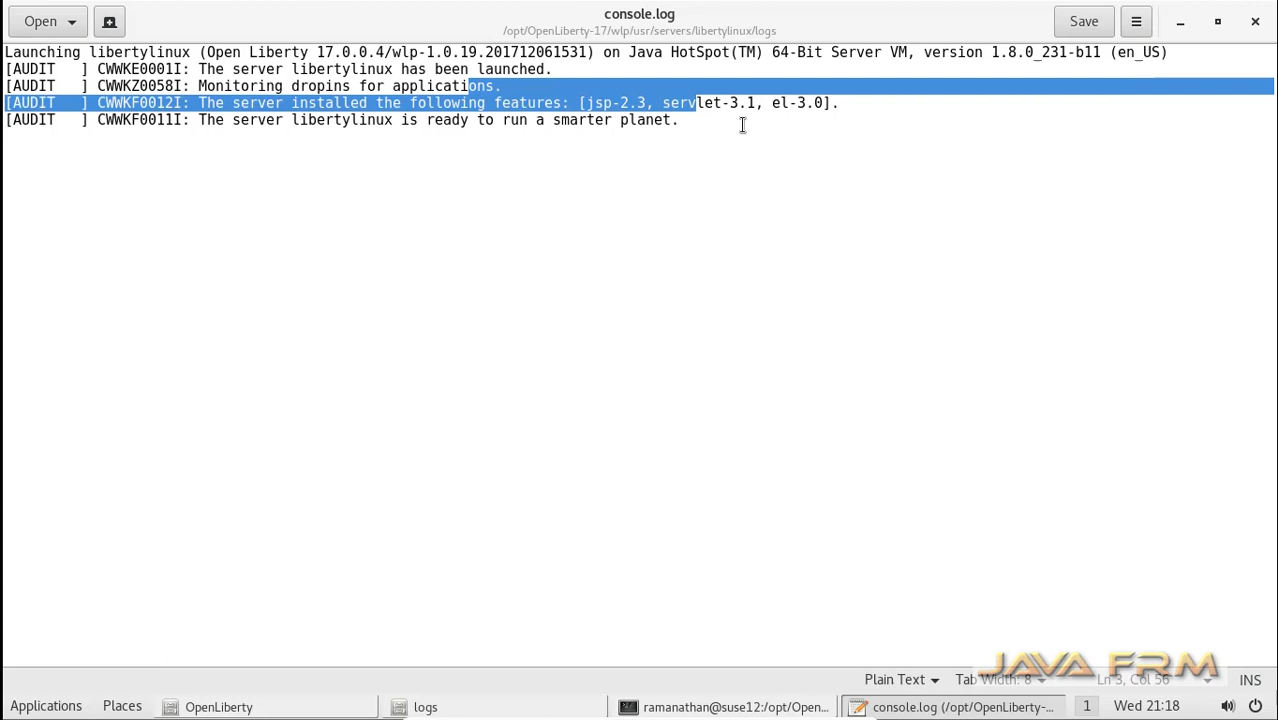 Open
console.log
/opt/OpenLiberty-17/wlp/usr/servers/libertylinux/logs
Save
Launching libertylinux (Open Liberty 17.0.0.4/wlp-1.0.19.201712061531) on Java HotSpot(TM) 64-Bit Server VM, version 1.8.0_231-b11 (en_US)
[AUDIT   ] CWWKE0001I: The server libertylinux has been launched.
[AUDIT   ] CWWKZ0058I: Monitoring dropins for applications.
[AUDIT   ] CWWKF0012I: The server installed the following features: [jsp-2.3, servlet-3.1, el-3.0].
[AUDIT   ] CWWKF0011I: The server libertylinux is ready to run a smarter planet.
JAVA FRM
Plain Text
Tab Width: 8
Ln 3, Col 56
INS
Applications
Places
OpenLiberty
logs
ramanathan@suse12:/opt/Open...
console.log (/opt/OpenLiberty-...
1
Wed 21:18